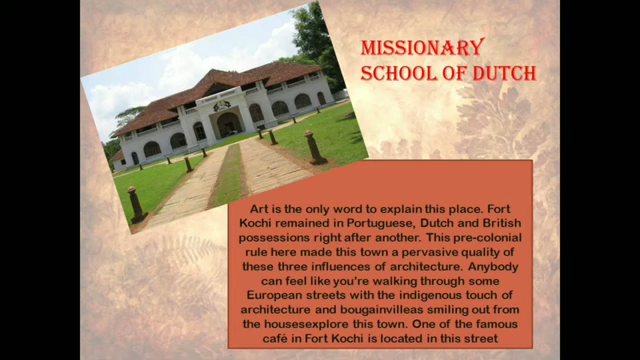 MISSIONARY
SCHOOL OF DUTCH
Art is the only word to explain this place. Fort
Kochi remained in Portuguese, Dutch and British
possessions right after another. This pre-colonial
rule here made this town a pervasive quality of
these three influences of architecture. Anybody
can feel like you're walking through some
European streets with the indigenous touch of
architecture and bougainvilleas smiling out from
the housesexplore this town. One of the famous
café in Fort Kochi is located in this street